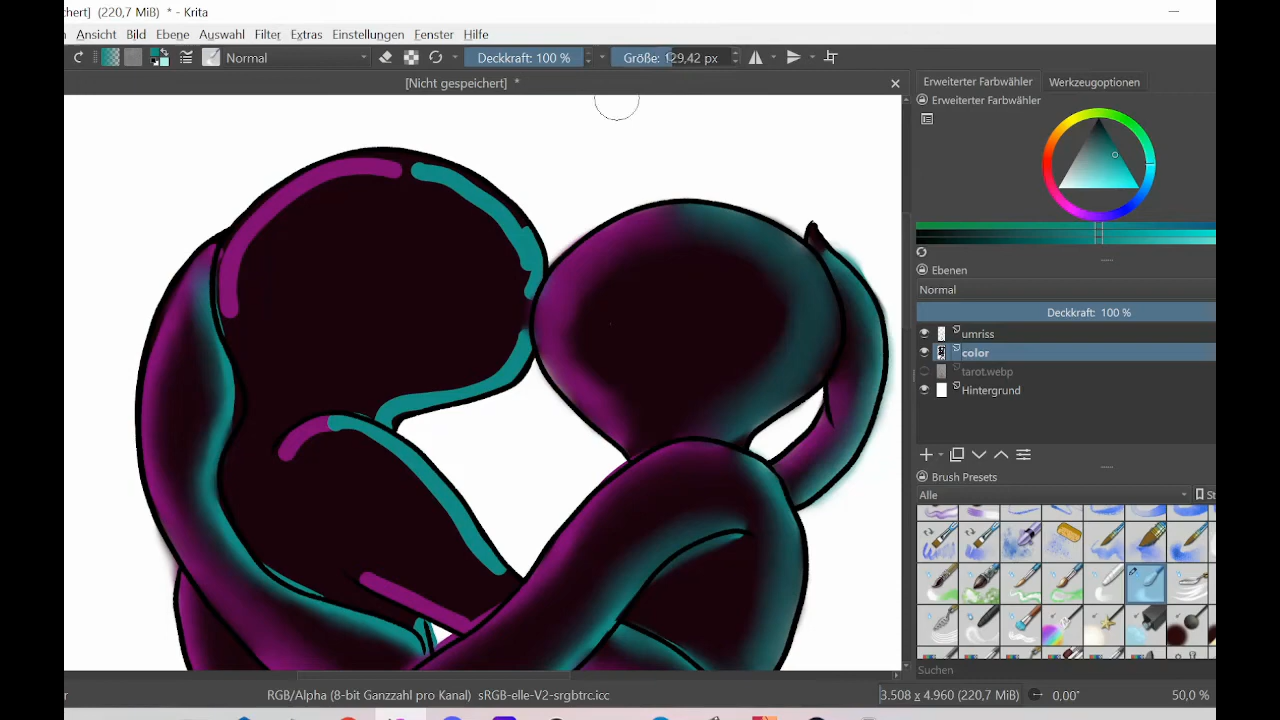 chert] (220,7 MiB) * - Krita
Ansicht Bild Ebene Auswahl Filter Extras Einstellungen Fenster Hilfe
Normal Deckkraft: 100 % Größe: 129,42 px
[Nicht gespeichert] *
Erweiterter Farbwähler Werkzeugoptionen
Erweiterter Farbwähler
Ebenen
Normal
Deckkraft: 100 %
umriss
color
tarot.webp
Hintergrund
Brush Presets
Alle St
Suchen
RGB/Alpha (8-bit Ganzzahl pro Kanal) sRGB-elle-V2-srgbtrc.icc 3.508 x 4.960 (220,7 MiB) 0,00° 50,0 %